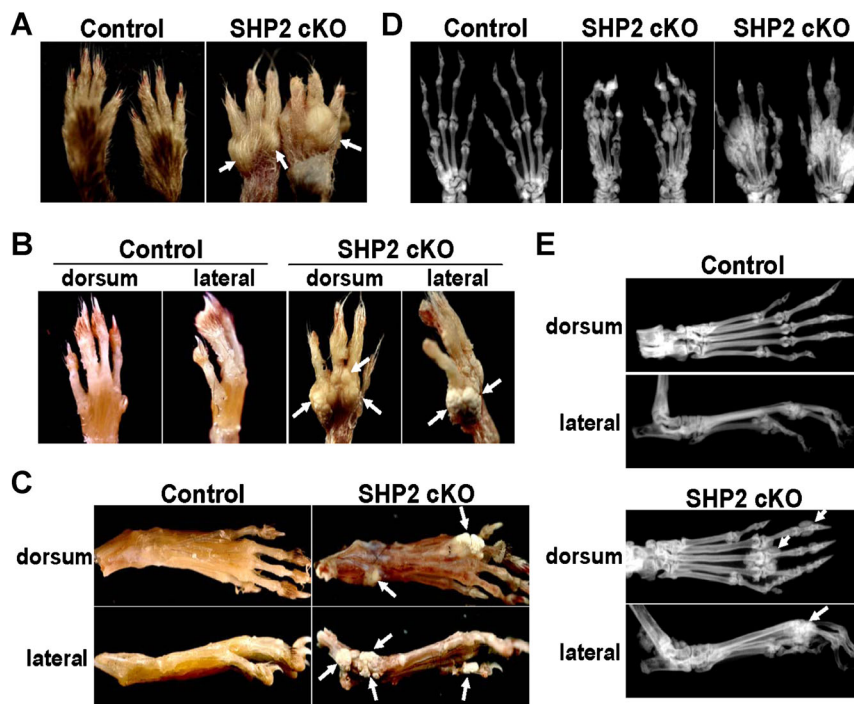 A
Control SHP2 cKO
B
Control SHP2 cKO
dorsum lateral dorsum lateral
C
Control SHP2 cKO
dorsum
lateral
D
Control SHP2 cKO SHP2 cKO
E
Control
dorsum
lateral
SHP2 cKO
dorsum
lateral